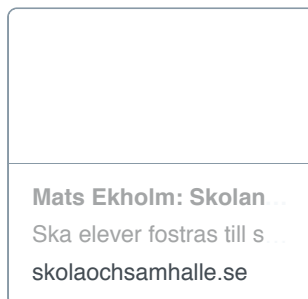 Mats Ekholm: Skolan…
Ska elever fostras till s…
skolaochsamhalle.se